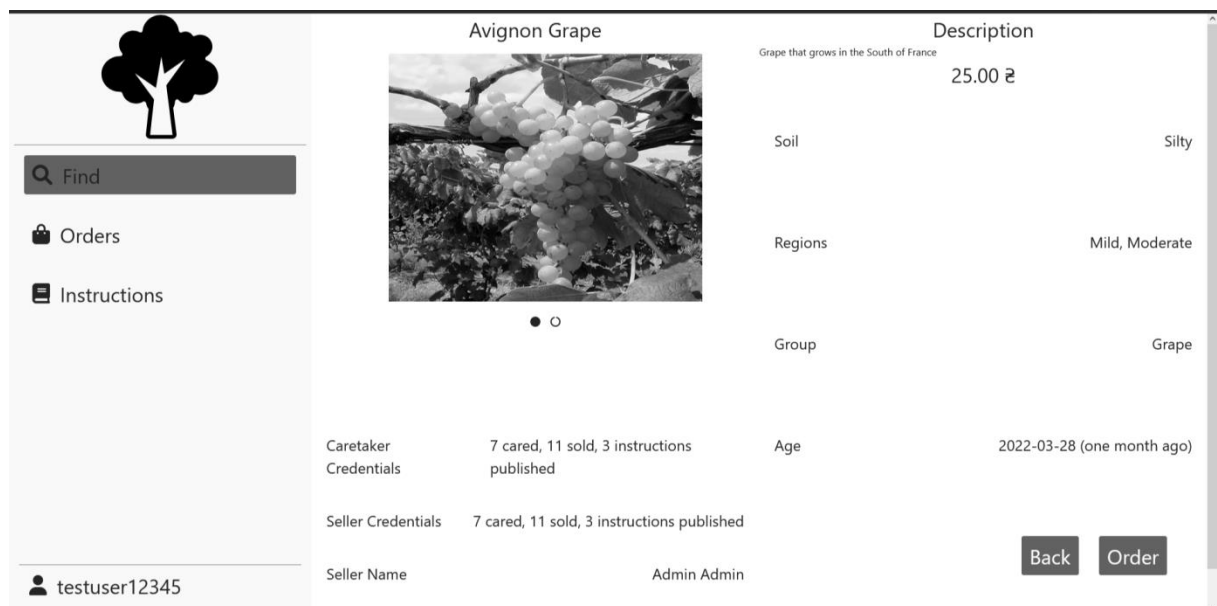 Find
Orders
Instructions
testuser12345
Avignon Grape
Caretaker Credentials
7 cared, 11 sold, 3 instructions published
Seller Credentials
7 cared, 11 sold, 3 instructions published
Seller Name
Admin Admin
Description
Grape that grows in the South of France
25.00 ₴
Soil
Silty
Regions
Mild, Moderate
Group
Grape
Age
2022-03-28 (one month ago)
Back
Order